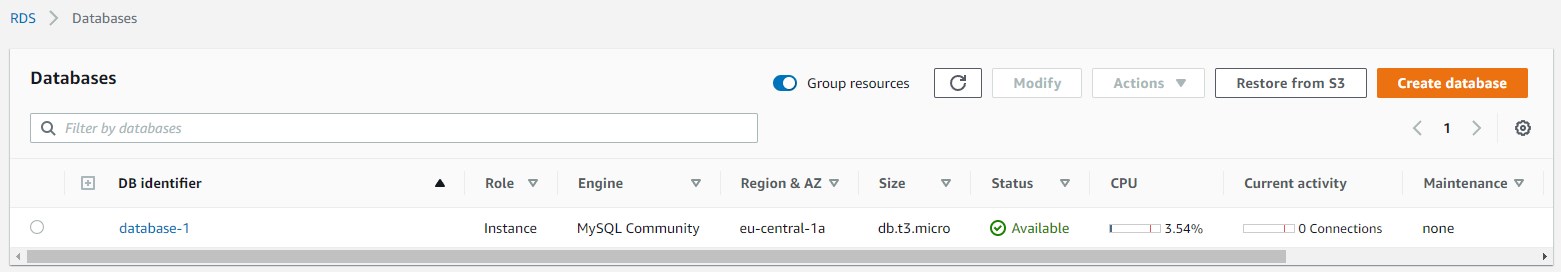 RDS > Databases
Databases
Group resources Modify Actions Restore from S3 Create database
Filter by databases
1
DB identifier Role Engine Region & AZ Size Status CPU Current activity Maintenance
database-1 Instance MySQL Community eu-central-1a db.t3.micro Available 3.54% 0 Connections none